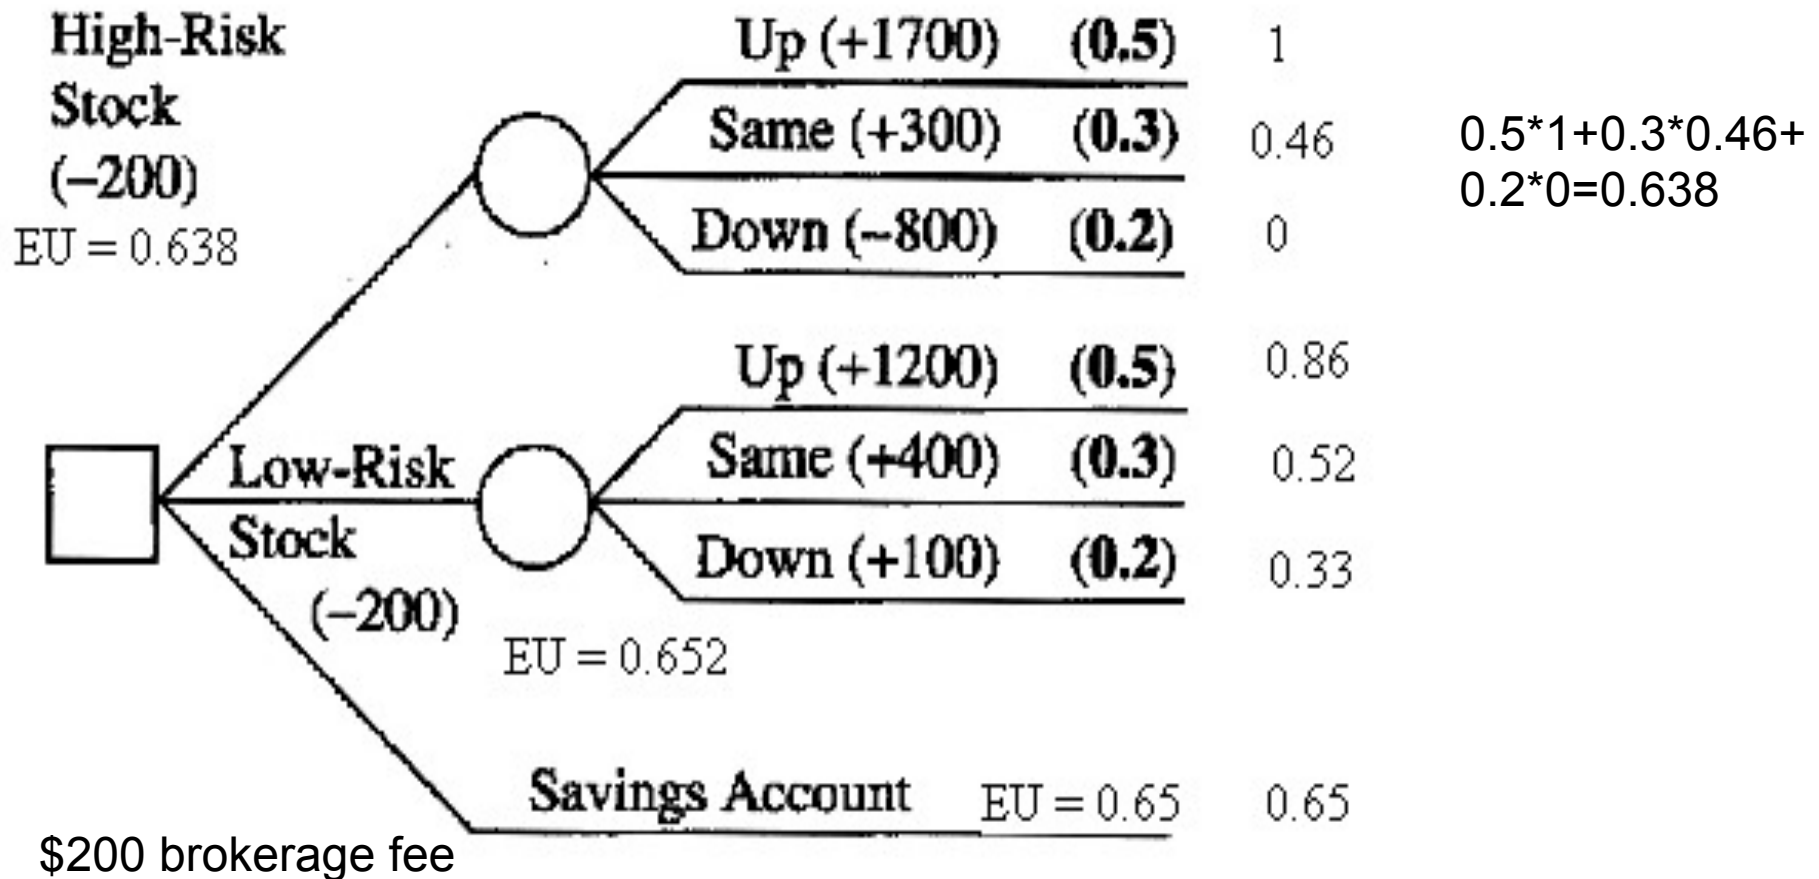 High-Risk
Stock
(–200)
EU = 0.638
Up (+1700) (0.5) 1
Same (+300) (0.3) 0.46
Down (–800) (0.2) 0
0.5*1+0.3*0.46+
0.2*0=0.638
Up (+1200) (0.5) 0.86
Same (+400) (0.3) 0.52
Down (+100) (0.2) 0.33
Low-Risk
Stock
(–200)
EU = 0.652
Savings Account EU = 0.65 0.65
$200 brokerage fee